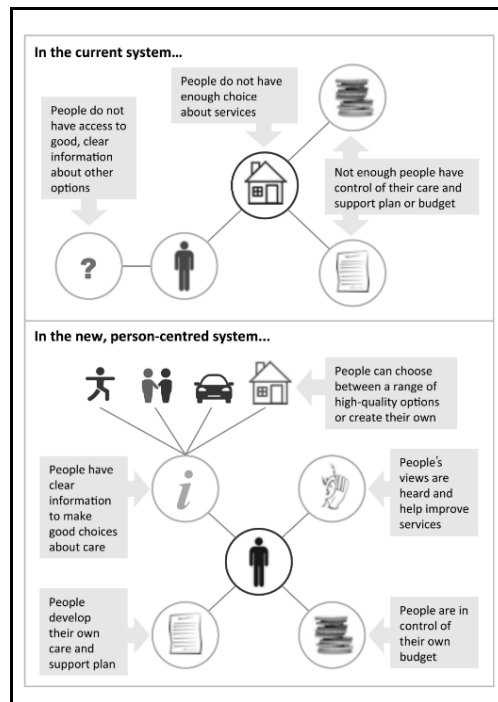 In the current system...
People do not have
enough choice
about services
People do not
have access to
good, clear
information
about other
options
Not enough people have
control of their care and
support plan or budget
?
In the new, person-centred system...
People can choose
between a range of
high-quality options
or create their own
People have
clear
information
to make
good choices
about care
i
People's
views are
heard and
help improve
services
People
develop
their own
care and
support plan
People are in
control of
their own
budget